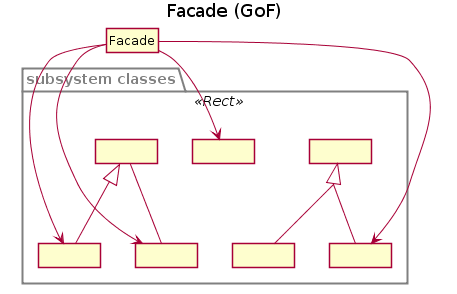 Facade (GoF)
Facade
subsystem classes
«Rect»